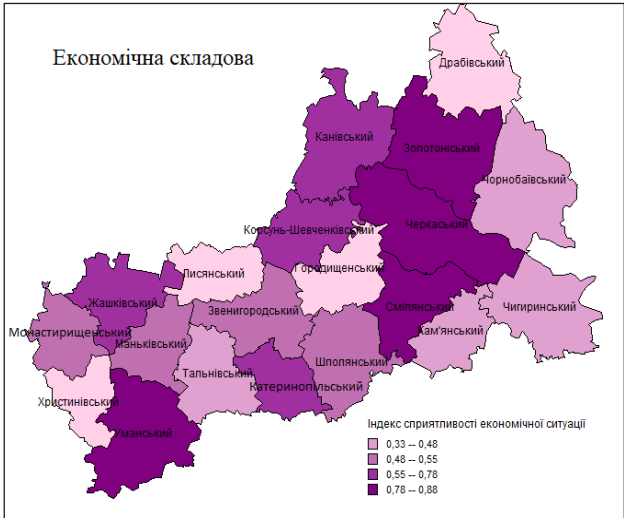 Економічна складова
Драбівський
Канівський
Золотоніський
Чорнобаївський
Корсунь-Шевченківський
Черкаський
Лисянський
Городищенський
Жашківський
Звенигородський
Смілянський
Чигиринський
Монастирищенський
Маньківський
Кам'янський
Шполянський
Тальнівський
Катеринопільський
Христинівський
Уманський
Індекс сприятливості економічної ситуації
0,33 -- 0,48
0,48 -- 0,55
0,55 -- 0,78
0,78 -- 0,88